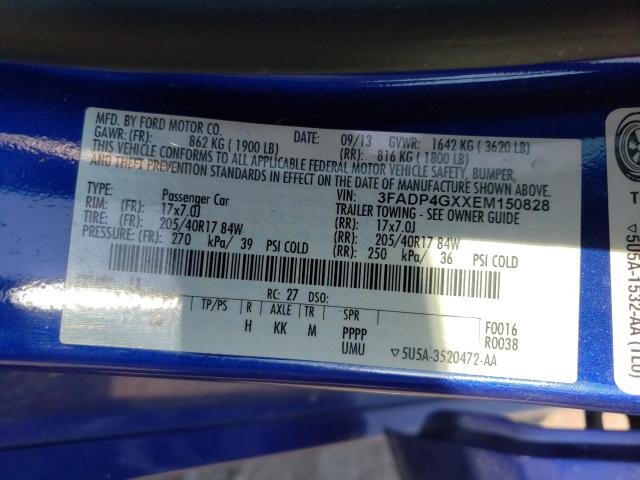 MFD. BY FORD MOTOR CO.
DATE: 09/13 GVWR: 1642 KG ( 3620 LB)
GAWR: (FR): 862 KG ( 1900 LB) (RR): 816 KG ( 1800 LB)
THIS VEHICLE CONFORMS TO ALL APPLICABLE FEDERAL MOTOR VEHICLE SAFETY, BUMPER,
AND THEFT PREVENTION STANDARDS IN EFFECT ON THE DATE OF MANUFACTURE SHOWN ABOVE.
VIN: 3FADP4GXXEM150828
TYPE: Passenger Car TRAILER TOWING - SEE OWNER GUIDE
RIM: (FR): 17x7.0J (RR): 17x7.0J
TIRE: (FR): 205/40R17 84W (RR): 205/40R17 84W
PRESSURE: (FR): 270 kPa/ 39 PSI COLD (RR): 250 kPa/ 36 PSI COLD
RC: 27 DSO:
TP/PS R AXLE TR SPR
H KK M PPPP
UMU
F0016
R0038
▽5U5A-3520472-AA
5U5A-1532-AA